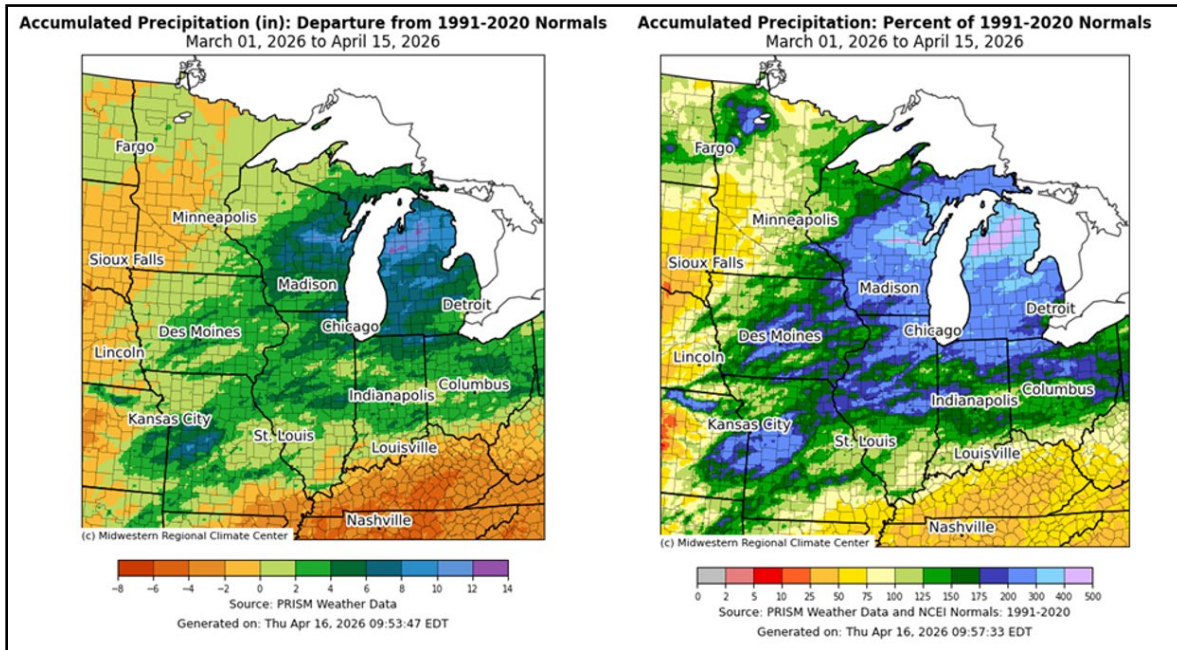 Accumulated Precipitation (in): Departure from 1991-2020 Normals
March 01, 2026 to April 15, 2026
Fargo
Minneapolis
Sioux Falls
Madison
Detroit
Chicago
Des Moines
Lincoln
Columbus
Indianapolis
Kansas City
St. Louis
Louisville
Nashville
(c) Midwestern Regional Climate Center
-8 -6 -4 -2 0 2 4 6 8 10 12 14
Source: PRISM Weather Data
Generated on: Thu Apr 16, 2026 09:53:47 EDT
Accumulated Precipitation: Percent of 1991-2020 Normals
March 01, 2026 to April 15, 2026
Fargo
Minneapolis
Sioux Falls
Madison
Detroit
Chicago
Des Moines
Lincoln
Columbus
Indianapolis
Kansas City
St. Louis
Louisville
Nashville
(c) Midwestern Regional Climate Center
0 2 5 10 25 50 75 100 125 150 175 200 300 400 500
Source: PRISM Weather Data and NCEI Normals: 1991-2020
Generated on: Thu Apr 16, 2026 09:57:33 EDT